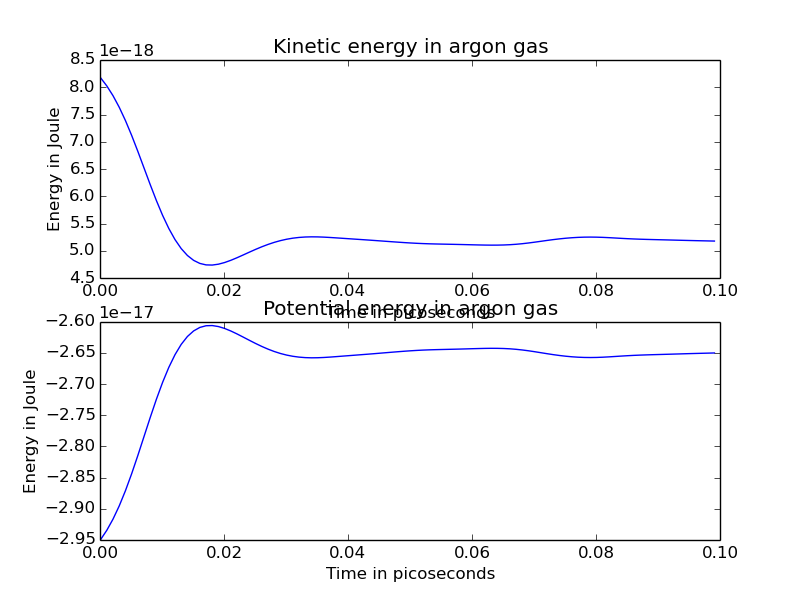 1e−18
Kinetic energy in argon gas
8.5
8.0
7.5
7.0
6.5
6.0
5.5
5.0
4.5
Energy in Joule
0.00 0.02 0.04 0.06 0.08 0.10
Time in picoseconds
1e−17
Potential energy in argon gas
−2.60
−2.65
−2.70
−2.75
−2.80
−2.85
−2.90
−2.95
Energy in Joule
0.00 0.02 0.04 0.06 0.08 0.10
Time in picoseconds